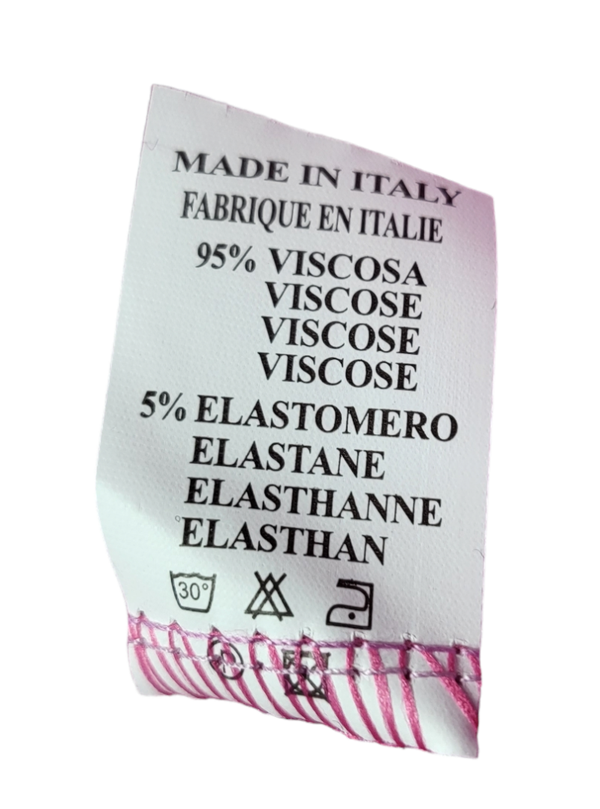 MADE IN ITALY
FABRIQUE EN ITALIE
95% VISCOSA
VISCOSE
VISCOSE
VISCOSE
5% ELASTOMERO
ELASTANE
ELASTHANNE
ELASTHAN
30°